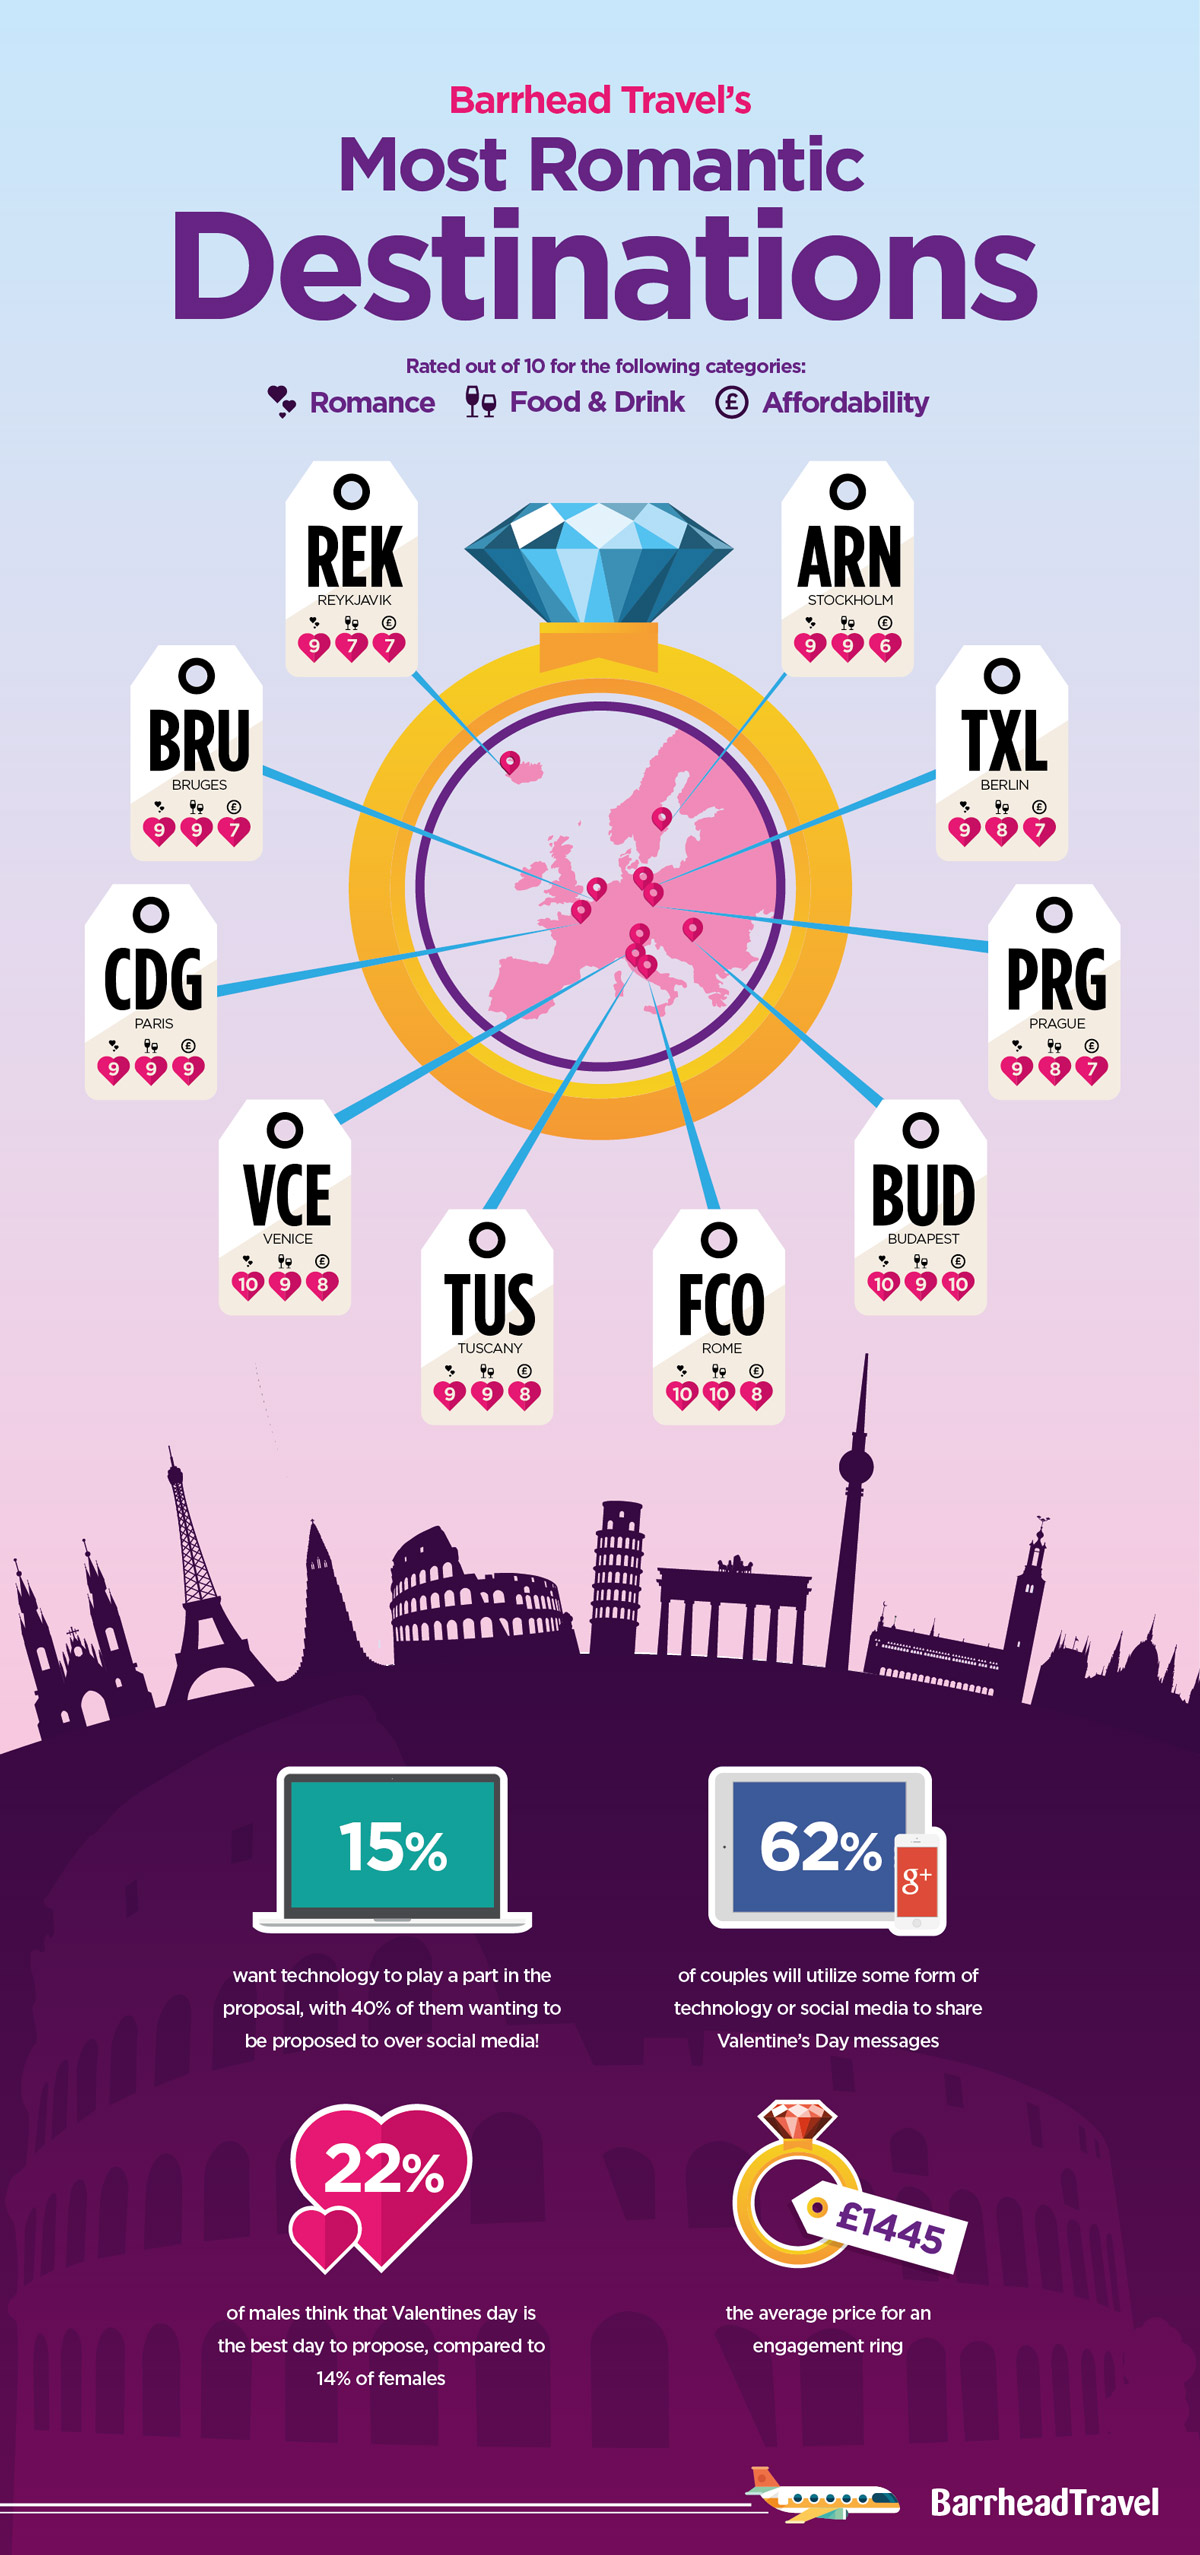 Barrhead Travel's
Most Romantic
Destinations
Rated out of 10 for the following categories:
Romance Food & Drink £ Affordability
REK
REYKJAVIK
£
9 7 7
ARN
STOCKHOLM
£
9 9 6
BRU
BRUGES
£
9 9 7
TXL
BERLIN
£
9 8 7
CDG
PARIS
£
9 9 9
PRG
PRAGUE
£
9 8 7
VCE
VENICE
£
10 9 8
BUD
BUDAPEST
£
10 9 10
TUS
TUSCANY
£
9 9 8
FCO
ROME
£
10 10 8
15%
want technology to play a part in the
proposal, with 40% of them wanting to
be proposed to over social media!
62%
g+
of couples will utilize some form of
technology or social media to share
Valentine's Day messages
22%
of males think that Valentines day is
the best day to propose, compared to
14% of females
£1445
the average price for an
engagement ring
BarrheadTravel